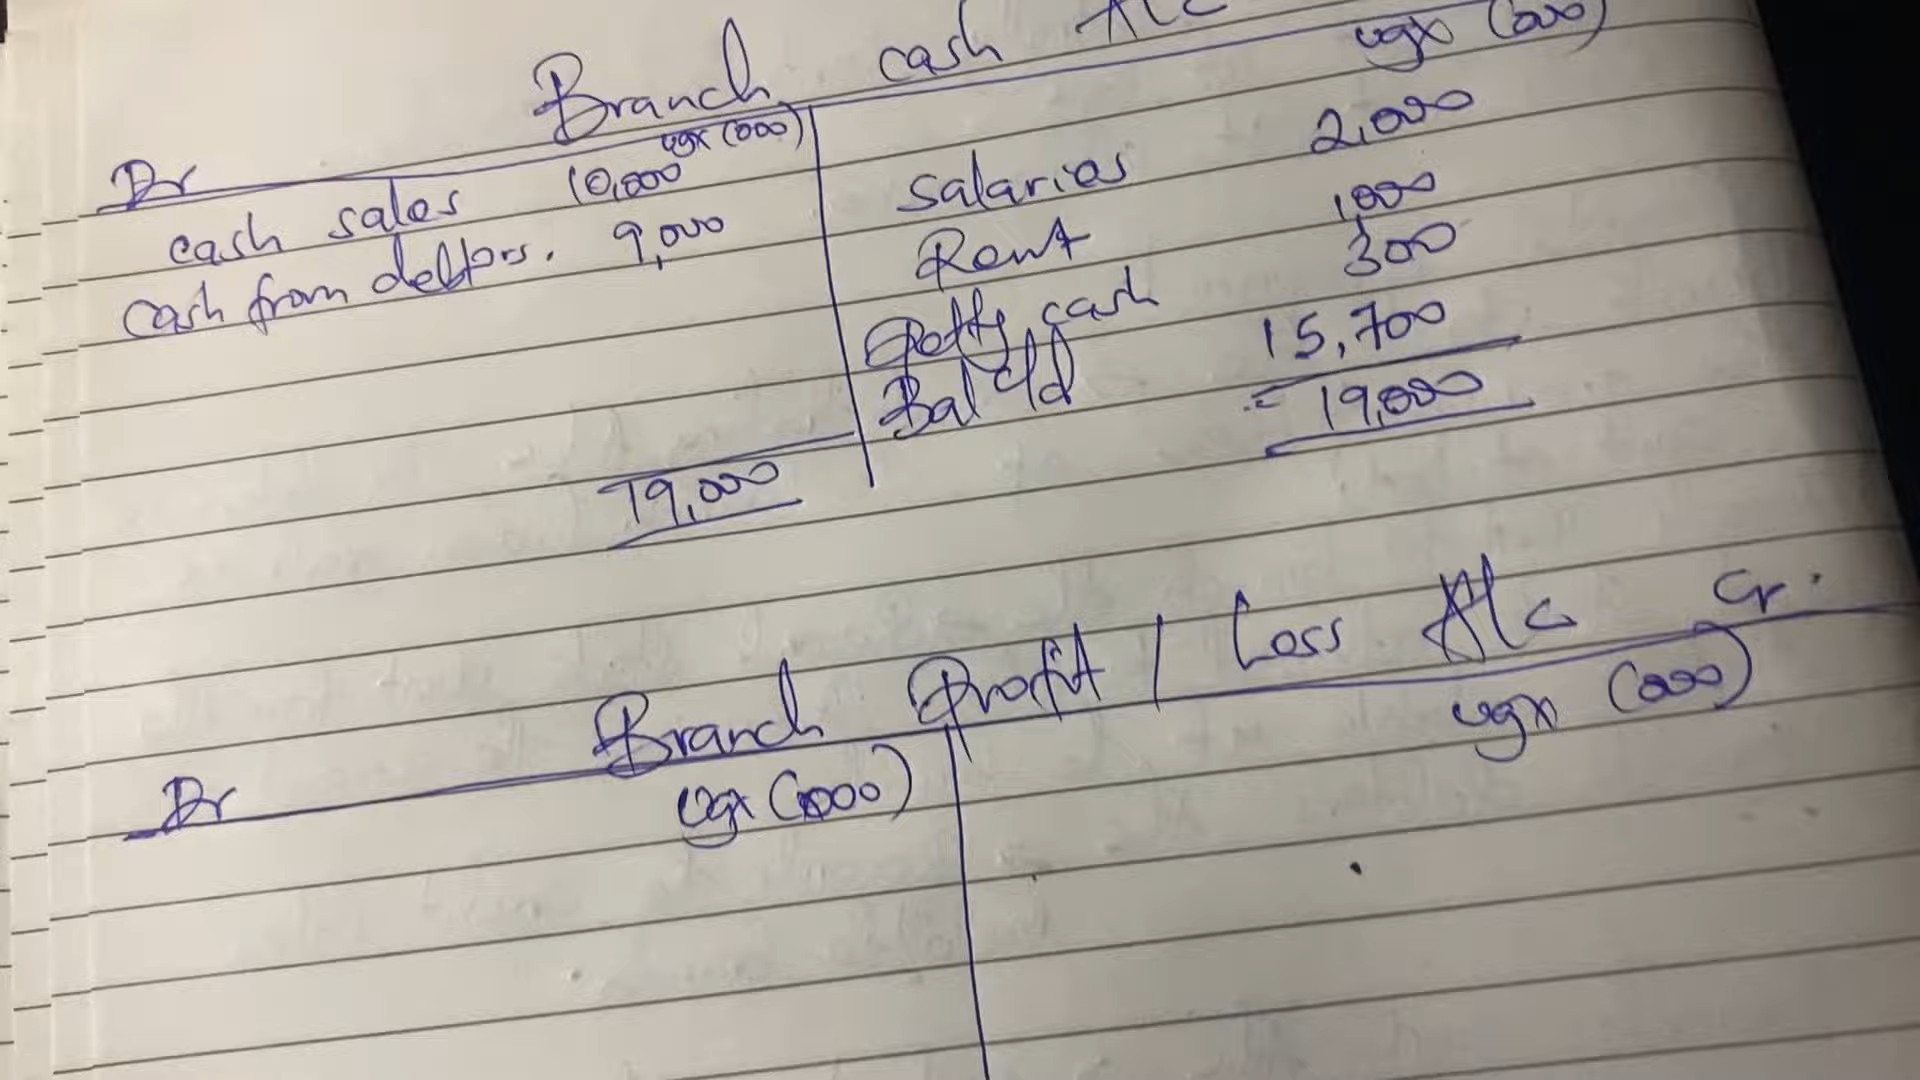 Branch cash A/c
Dr ugx (000) ugx (000)
cash sales 10,000 Salaries 2,000
cash from debtors. 9,000 Rent 1,000
Petty cash 300
Bal c/d 15,700
19,000 19,000
Branch Profit / Loss A/c Cr.
Dr ugx (000) ugx (000)